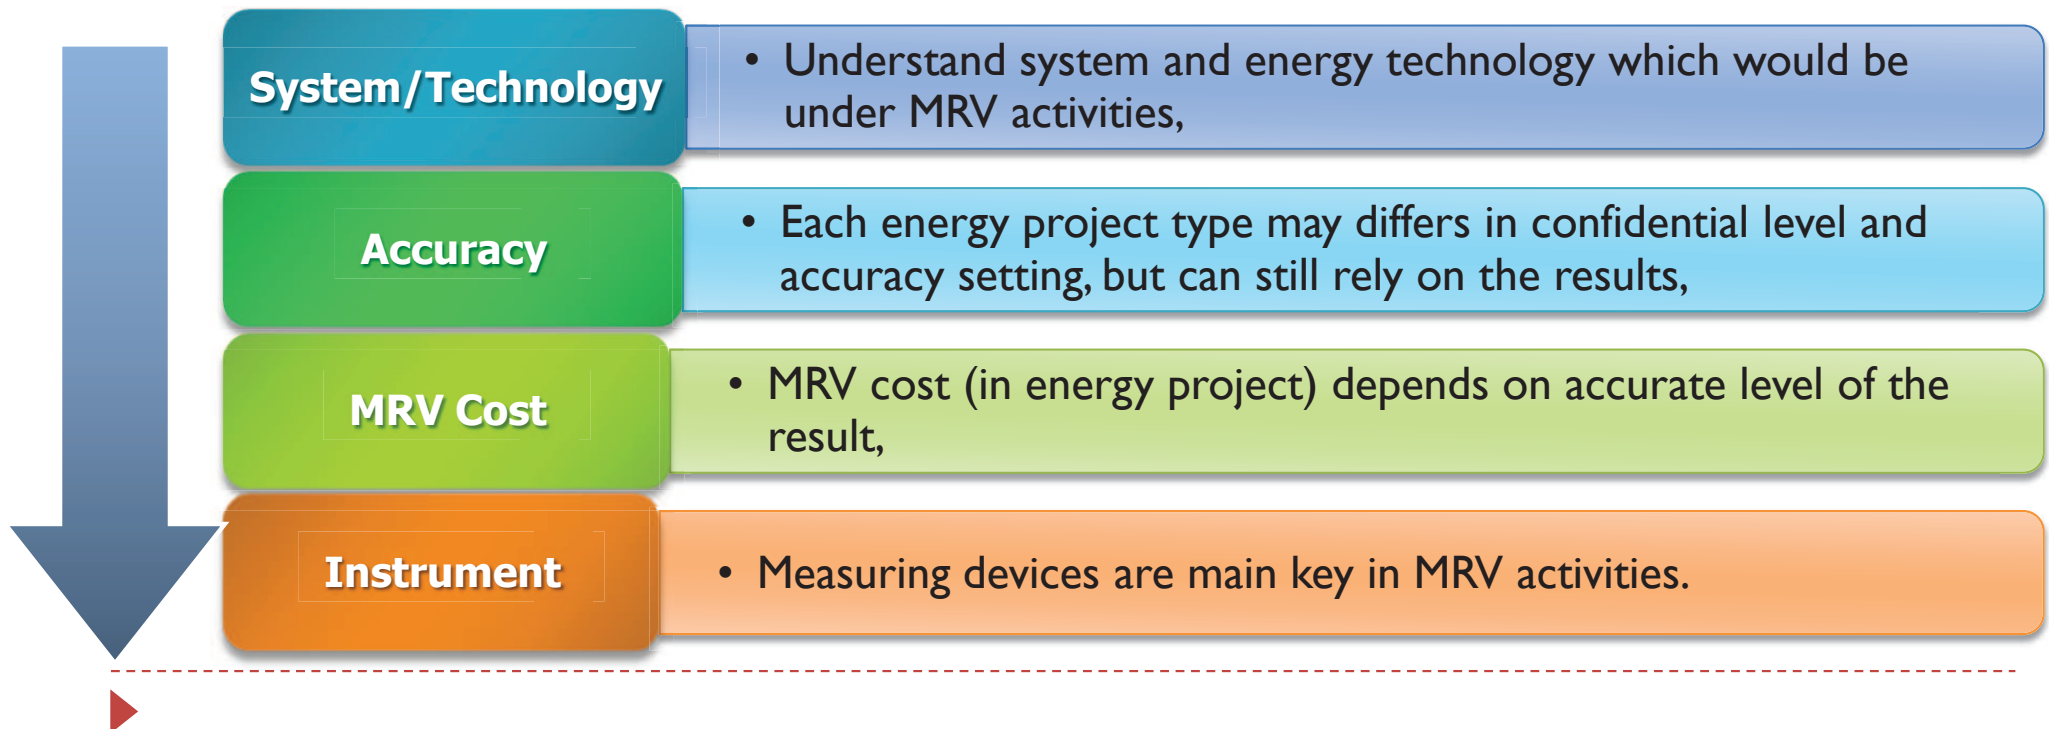 System/Technology
• Understand system and energy technology which would be
under MRV activities,
Accuracy
• Each energy project type may differs in confidential level and
accuracy setting, but can still rely on the results,
MRV Cost
• MRV cost (in energy project) depends on accurate level of the
result,
Instrument
• Measuring devices are main key in MRV activities.